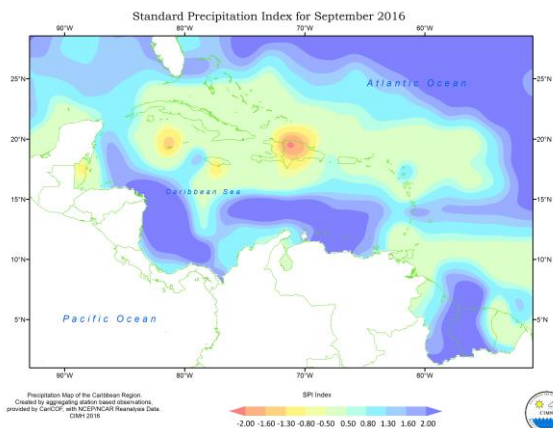 Standard Precipitation Index for September 2016
90°W 80°W 70°W 60°W
25°N 25°N
Atlantic Ocean
20°N 20°N
Caribbean Sea
15°N 15°N
10°N 10°N
Pacific Ocean
5°N 5°N
90°W 80°W 70°W 60°W
Precipitation Map of the Caribbean Region.
Created by aggregating station based observations,
provided by CariCOF, with NCEP/NCAR Reanalysis Data.
CIMH 2016
SPI Index
-2.00 -1.60 -1.30 -0.80 -0.50 0.50 0.80 1.30 1.60 2.00
CIMH